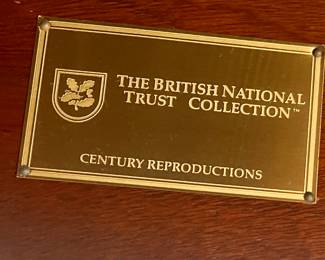 THE BRITISH NATIONAL
TRUST COLLECTION™
CENTURY REPRODUCTIONS